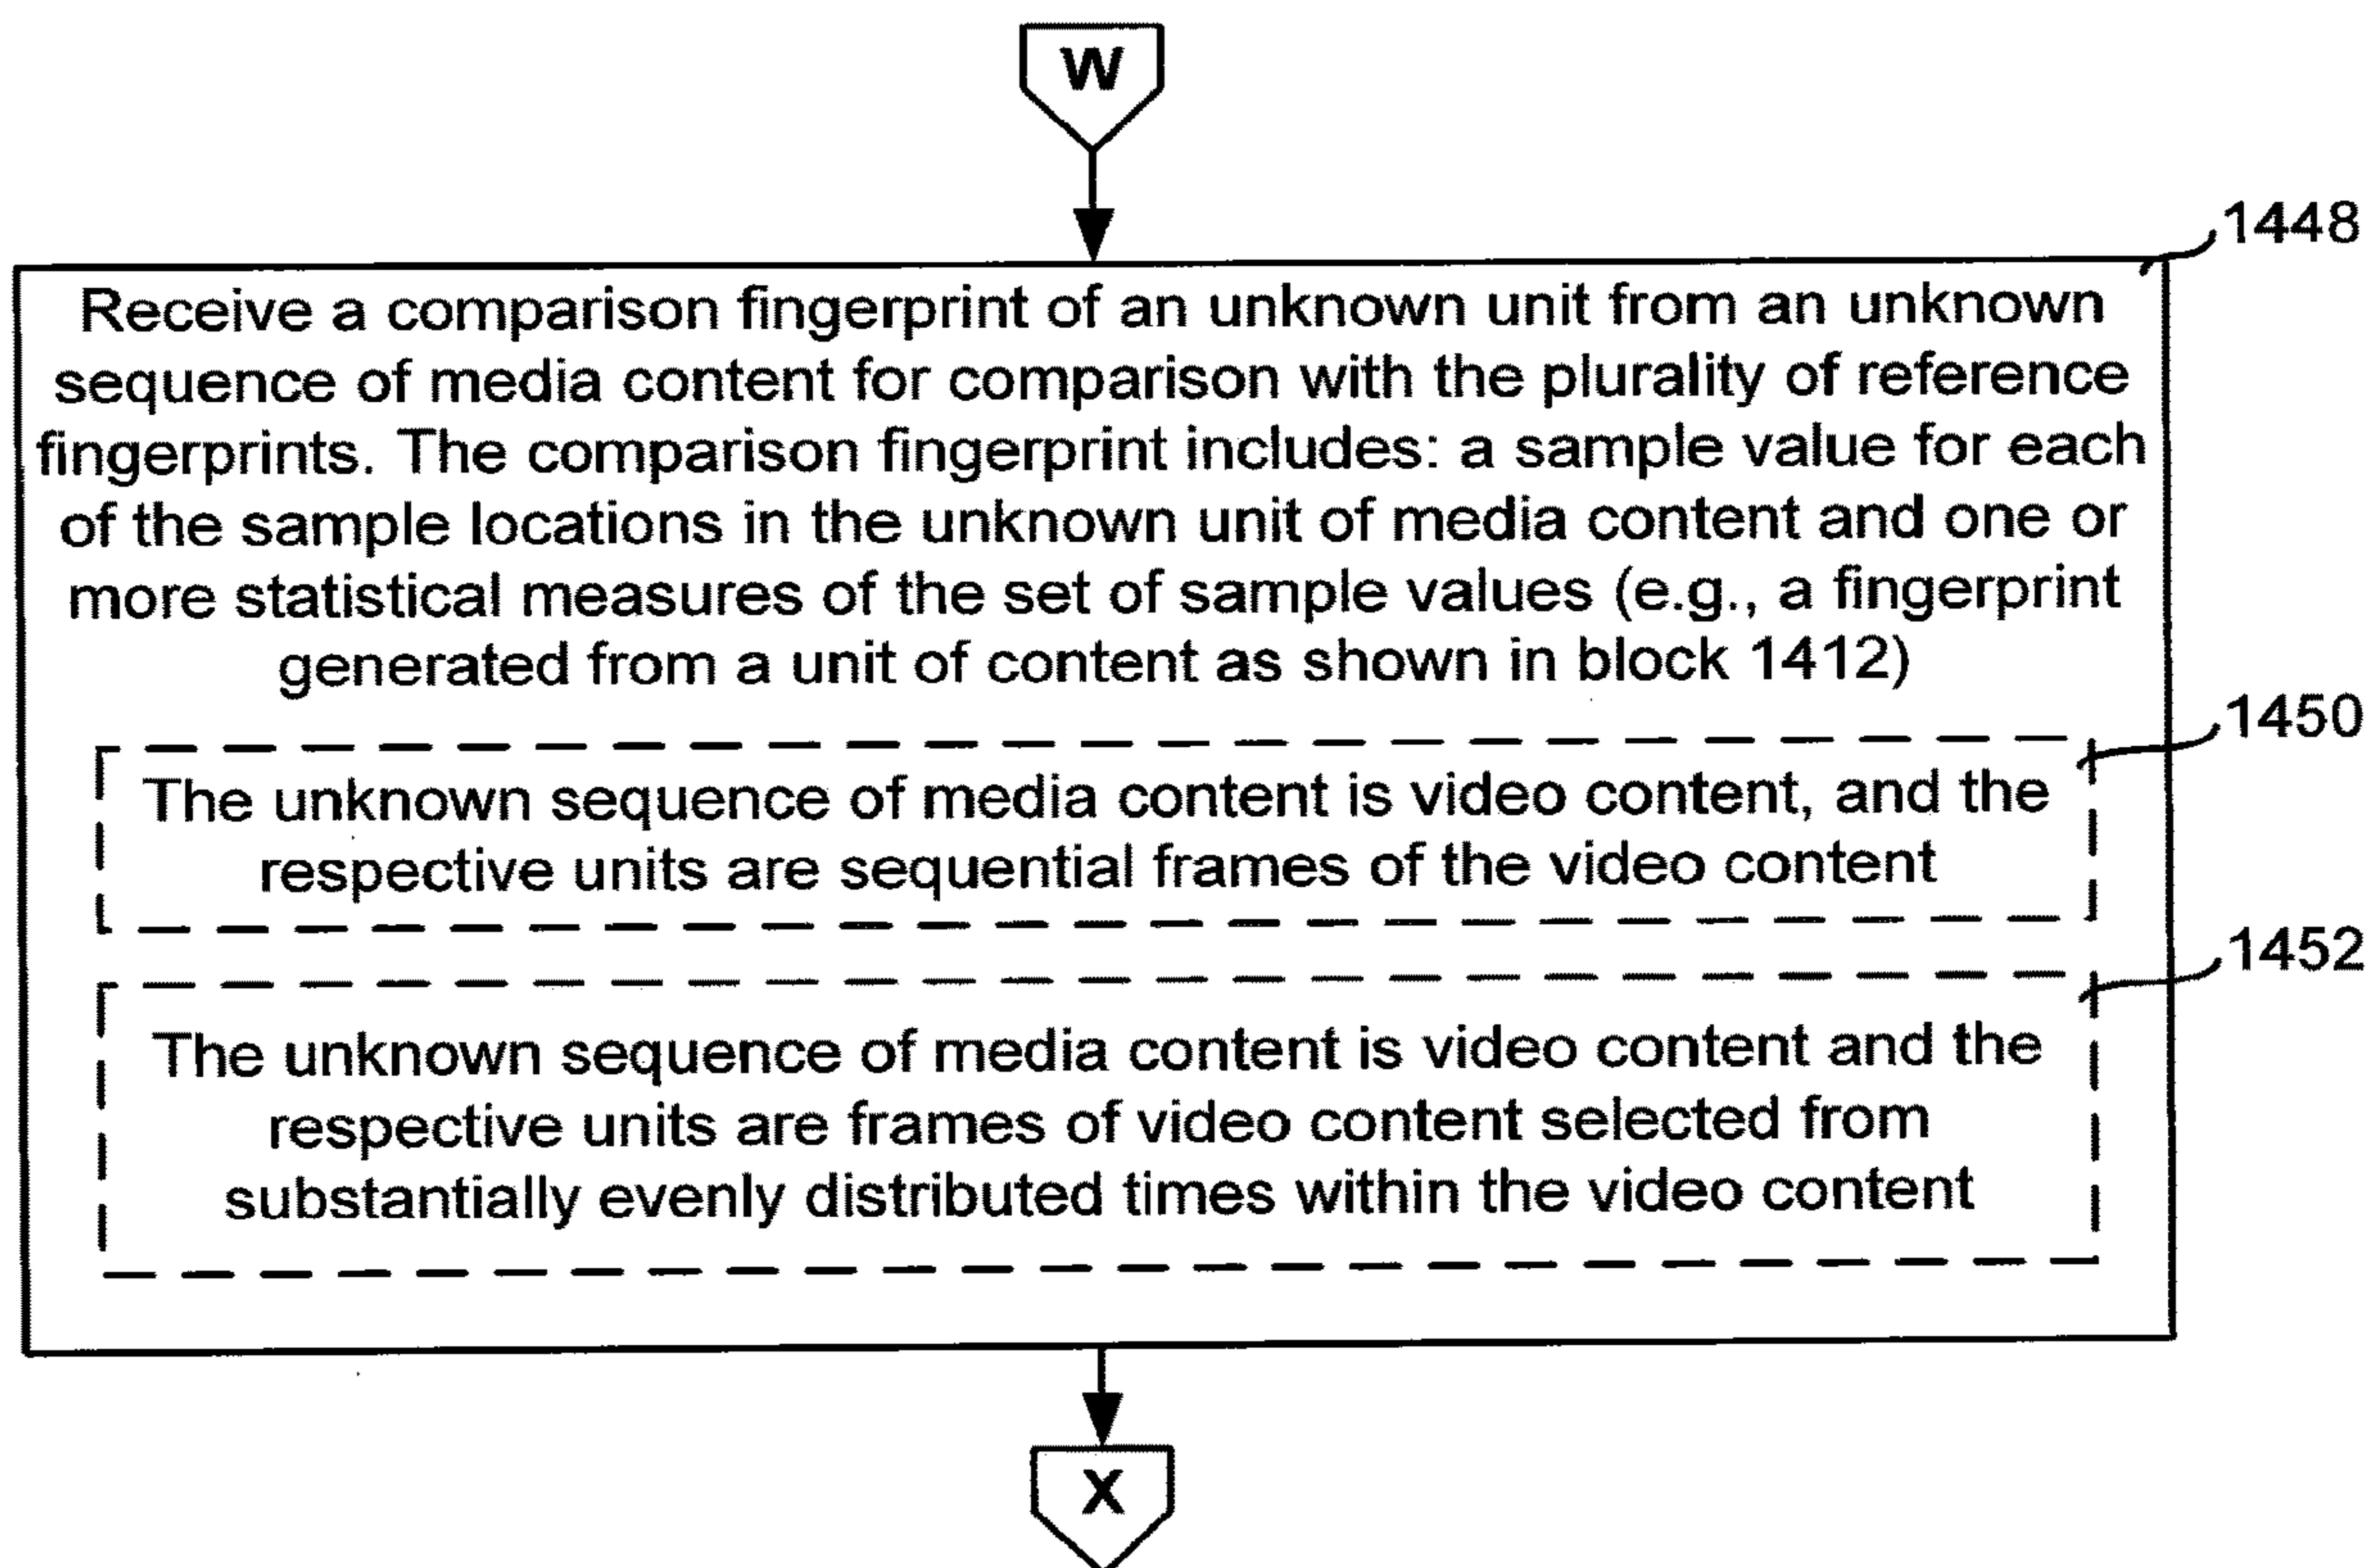 W
1448
Receive a comparison fingerprint of an unknown unit from an unknown
sequence of media content for comparison with the plurality of reference
fingerprints. The comparison fingerprint includes: a sample value for each
of the sample locations in the unknown unit of media content and one or
more statistical measures of the set of sample values (e.g., a fingerprint
generated from a unit of content as shown in block 1412)
1450
The unknown sequence of media content is video content, and the
respective units are sequential frames of the video content
1452
The unknown sequence of media content is video content and the
respective units are frames of video content selected from
substantially evenly distributed times within the video content
X